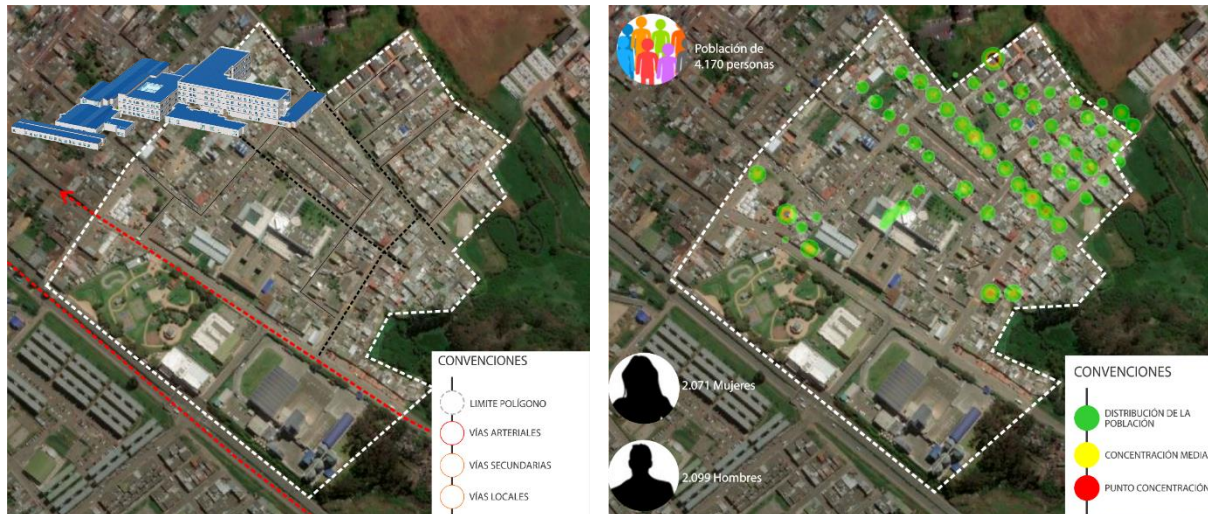 CONVENCIONES
LIMITE POLÍGONO
VÍAS ARTERIALES
VÍAS SECUNDARIAS
VÍAS LOCALES
Población de
4.170 personas
2.071 Mujeres
2.099 Hombres
CONVENCIONES
DISTRIBUCIÓN DE LA
POBLACIÓN
CONCENTRACIÓN MEDIA
PUNTO CONCENTRACIÓN